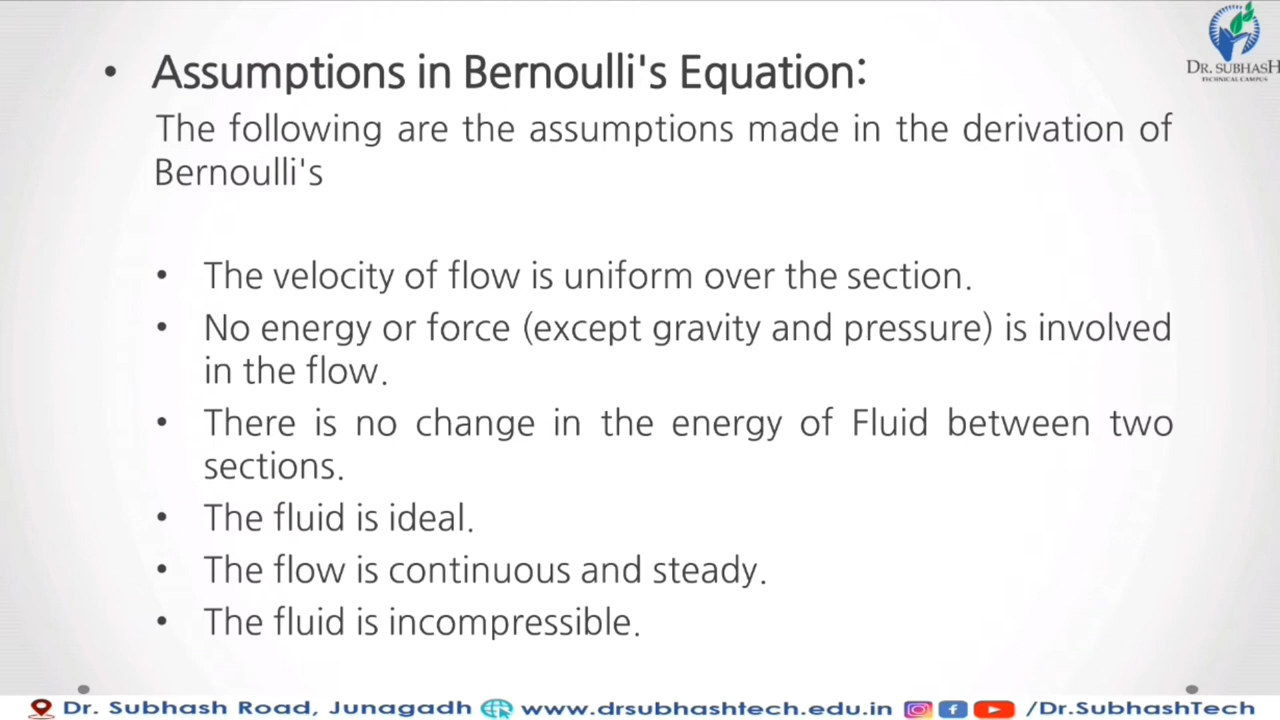 DR. SUBHASH
TECHNICAL CAMPUS
• Assumptions in Bernoulli's Equation:
The following are the assumptions made in the derivation of
Bernoulli's
• The velocity of flow is uniform over the section.
• No energy or force (except gravity and pressure) is involved
in the flow.
• There is no change in the energy of Fluid between two
sections.
• The fluid is ideal.
• The flow is continuous and steady.
• The fluid is incompressible.
Dr. Subhash Road, Junagadh www.drsubhashtech.edu.in /Dr.SubhashTech